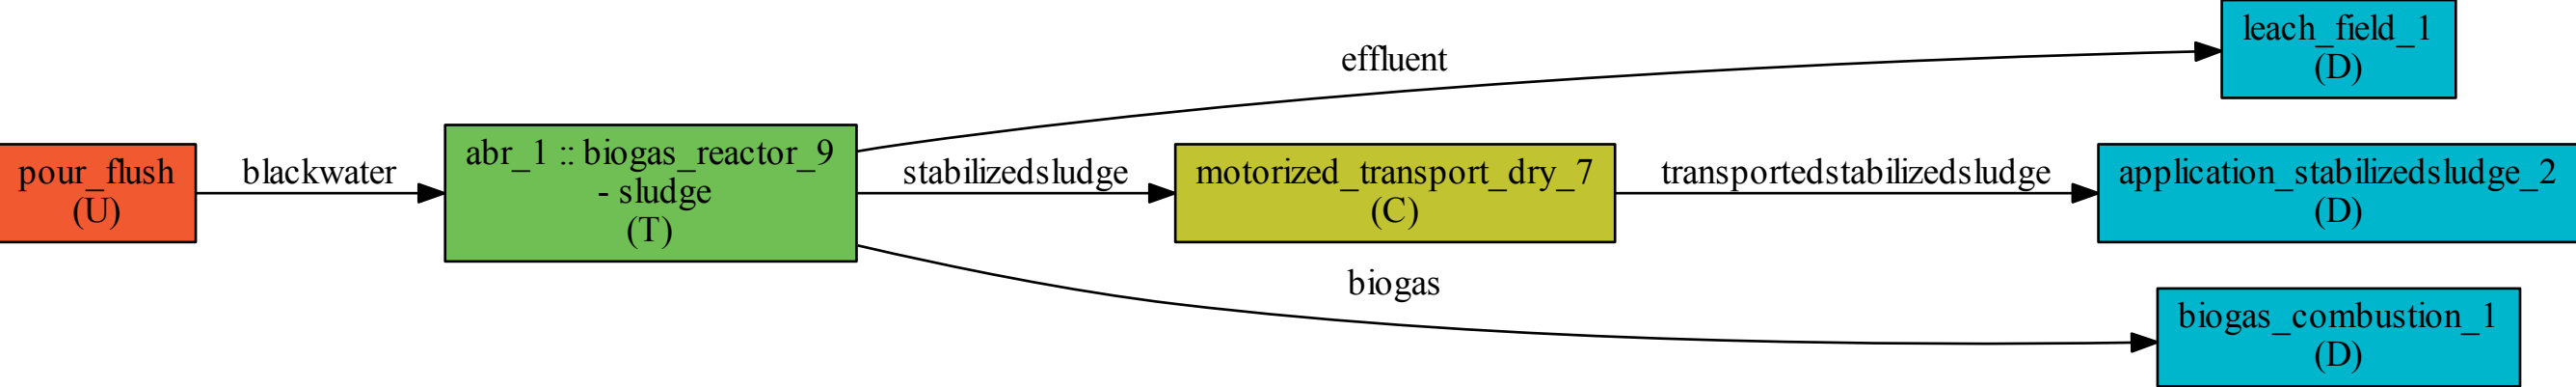 pour_flush
(U)
blackwater
abr_1 :: biogas_reactor_9
- sludge
(T)
effluent
stabilizedsludge
biogas
motorized_transport_dry_7
(C)
transportedstabilizedsludge
leach_field_1
(D)
application_stabilizedsludge_2
(D)
biogas_combustion_1
(D)